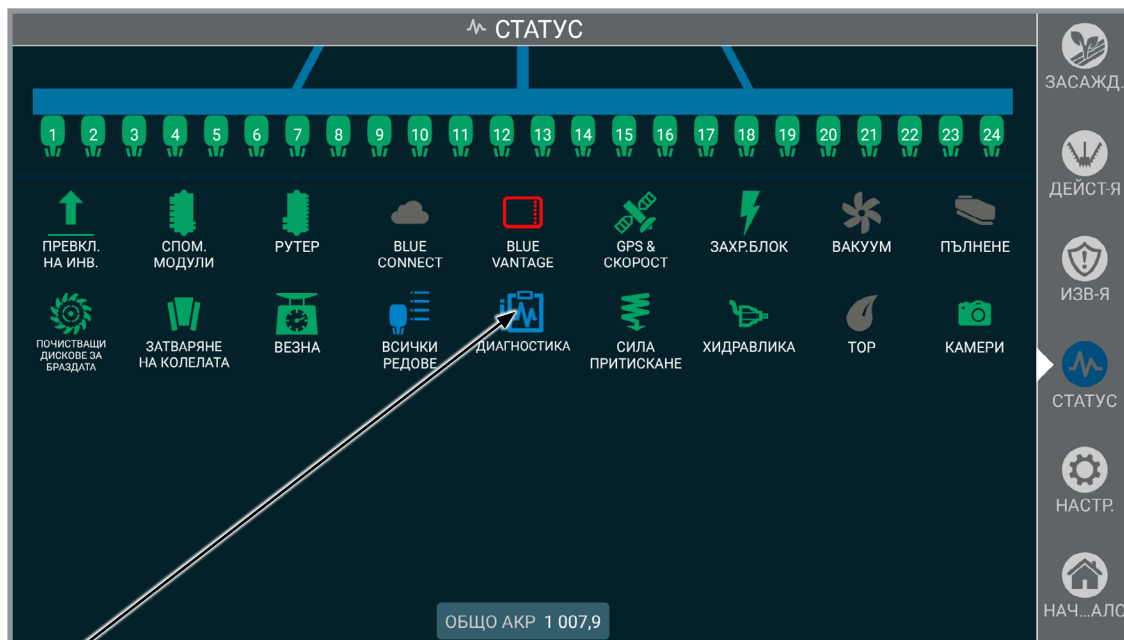 СТАТУС
1 2 3 4 5 6 7 8 9 10 11 12 13 14 15 16 17 18 19 20 21 22 23 24
ПРЕВКЛ.
НА ИНВ.
СПОМ.
МОДУЛИ
РУТЕР
BLUE
CONNECT
BLUE
VANTAGE
GPS &
СКОРОСТ
ЗАХР.БЛОК
ВАКУУМ
ПЪЛНЕНЕ
ПОЧИСТВАЩИ
ДИСКОВЕ ЗА
БРАЗДАТА
ЗАТВАРЯНЕ
НА КОЛЕЛАТА
ВЕЗНА
ВСИЧКИ
РЕДОВЕ
ДИАГНОСТИКА
СИЛА
ПРИТИСКАНЕ
ХИДРАВЛИКА
ТОР
КАМЕРИ
ОБЩО АКР 1 007,9
ЗАСАЖД.
ДЕЙСТ-Я
ИЗВ-Я
СТАТУС
НАСТР.
НАЧ...АЛО